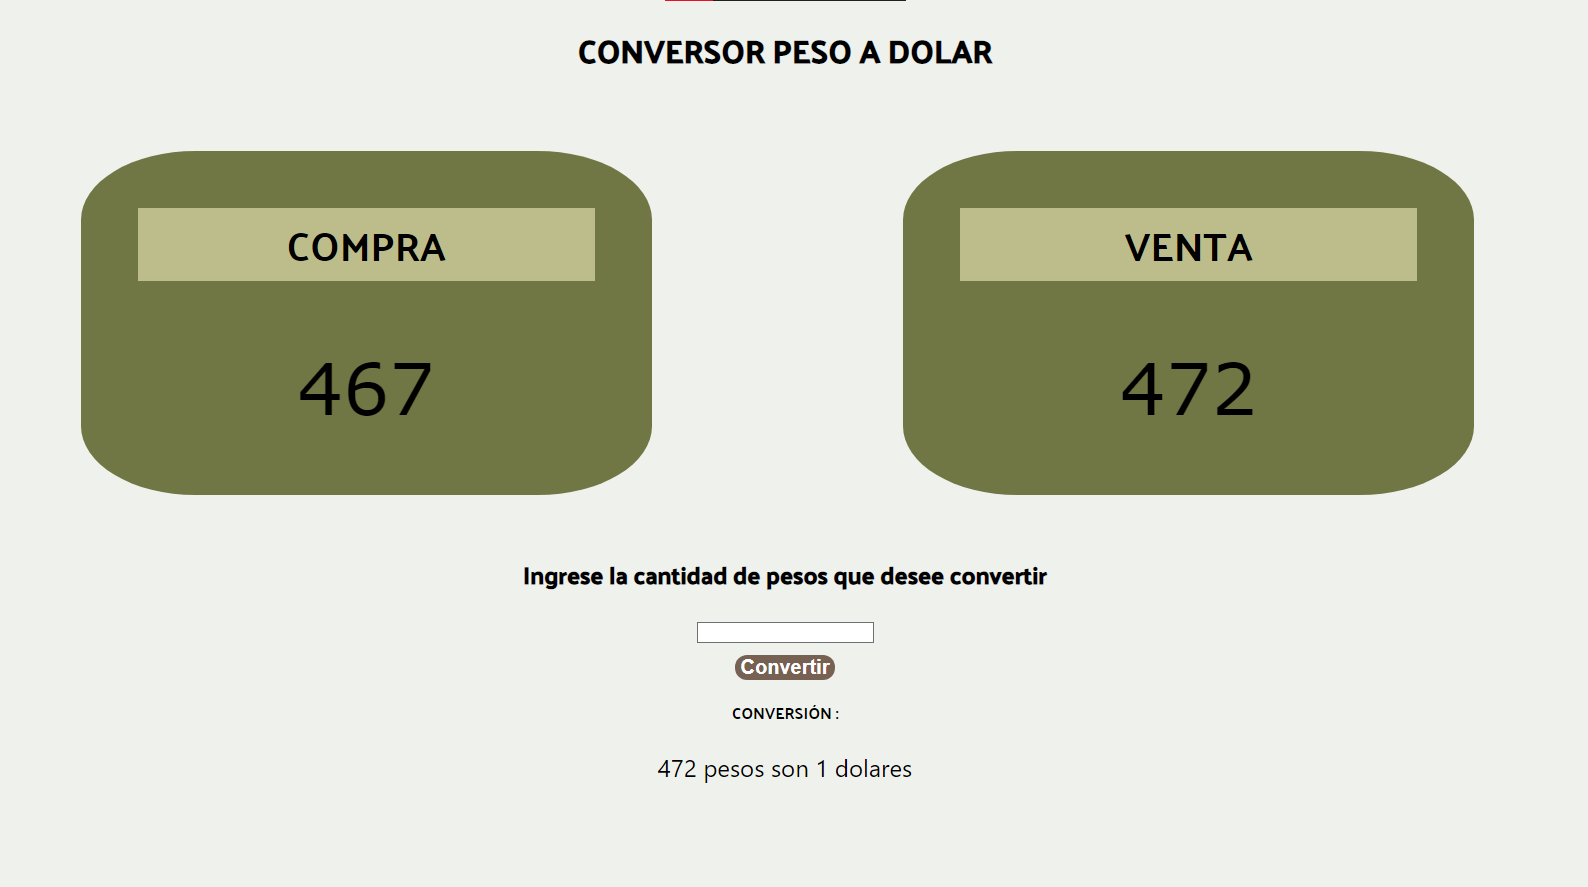 CONVERSOR PESO A DOLAR
COMPRA
467
VENTA
472
Ingrese la cantidad de pesos que desee convertir
Convertir
CONVERSIÓN :
472 pesos son 1 dolares